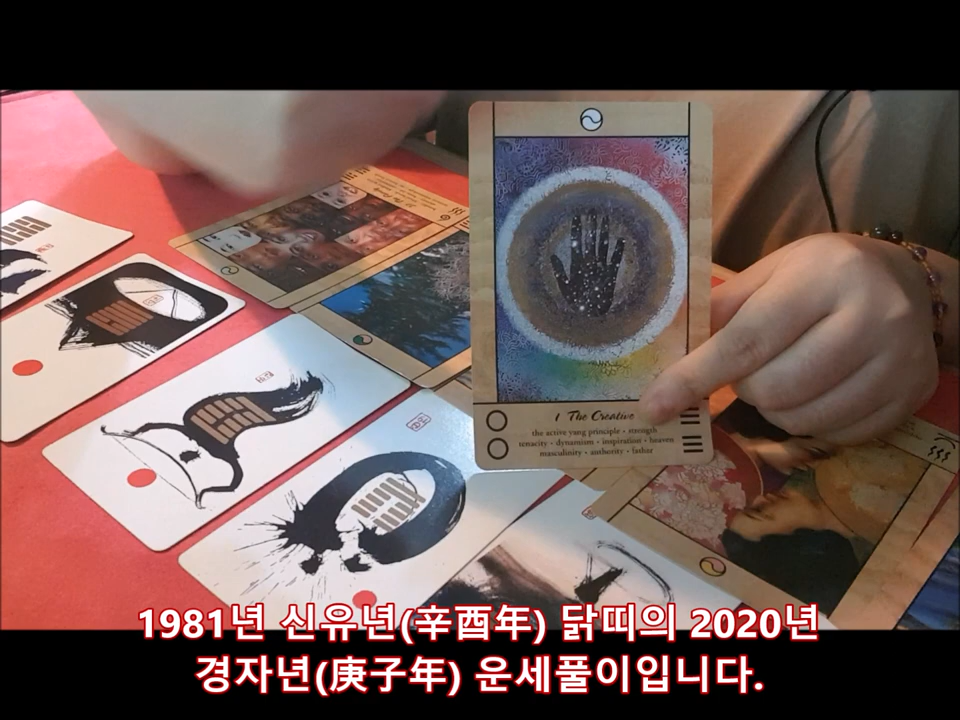 1 The Creative
the active yang principle • strength
tenacity • dynamism • inspiration • heaven
masculinity • authority • father
1981년 신유년(辛酉年) 닭띠의 2020년
경자년(庚子年) 운세풀이입니다.